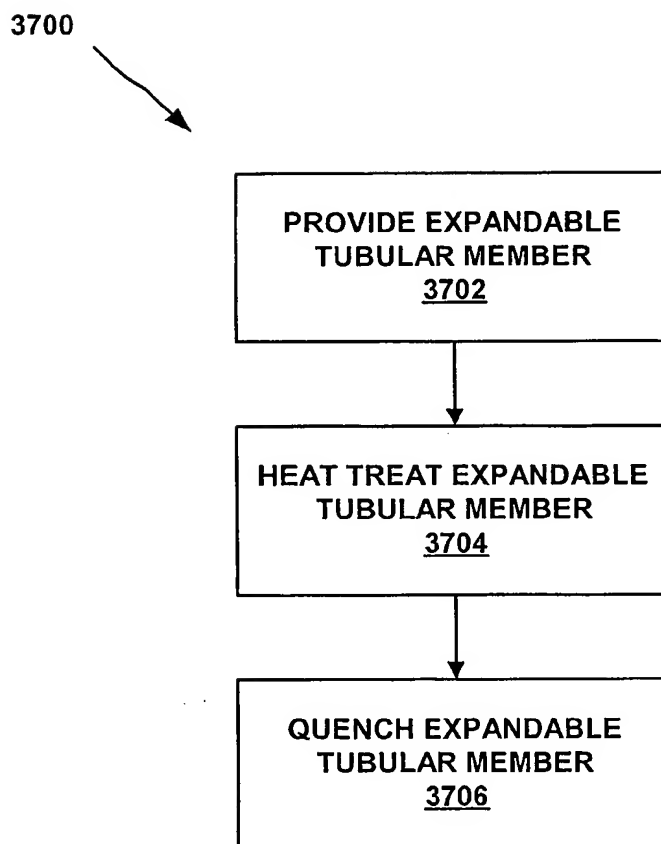 3700
PROVIDE EXPANDABLE
TUBULAR MEMBER
3702
HEAT TREAT EXPANDABLE
TUBULAR MEMBER
3704
QUENCH EXPANDABLE
TUBULAR MEMBER
3706